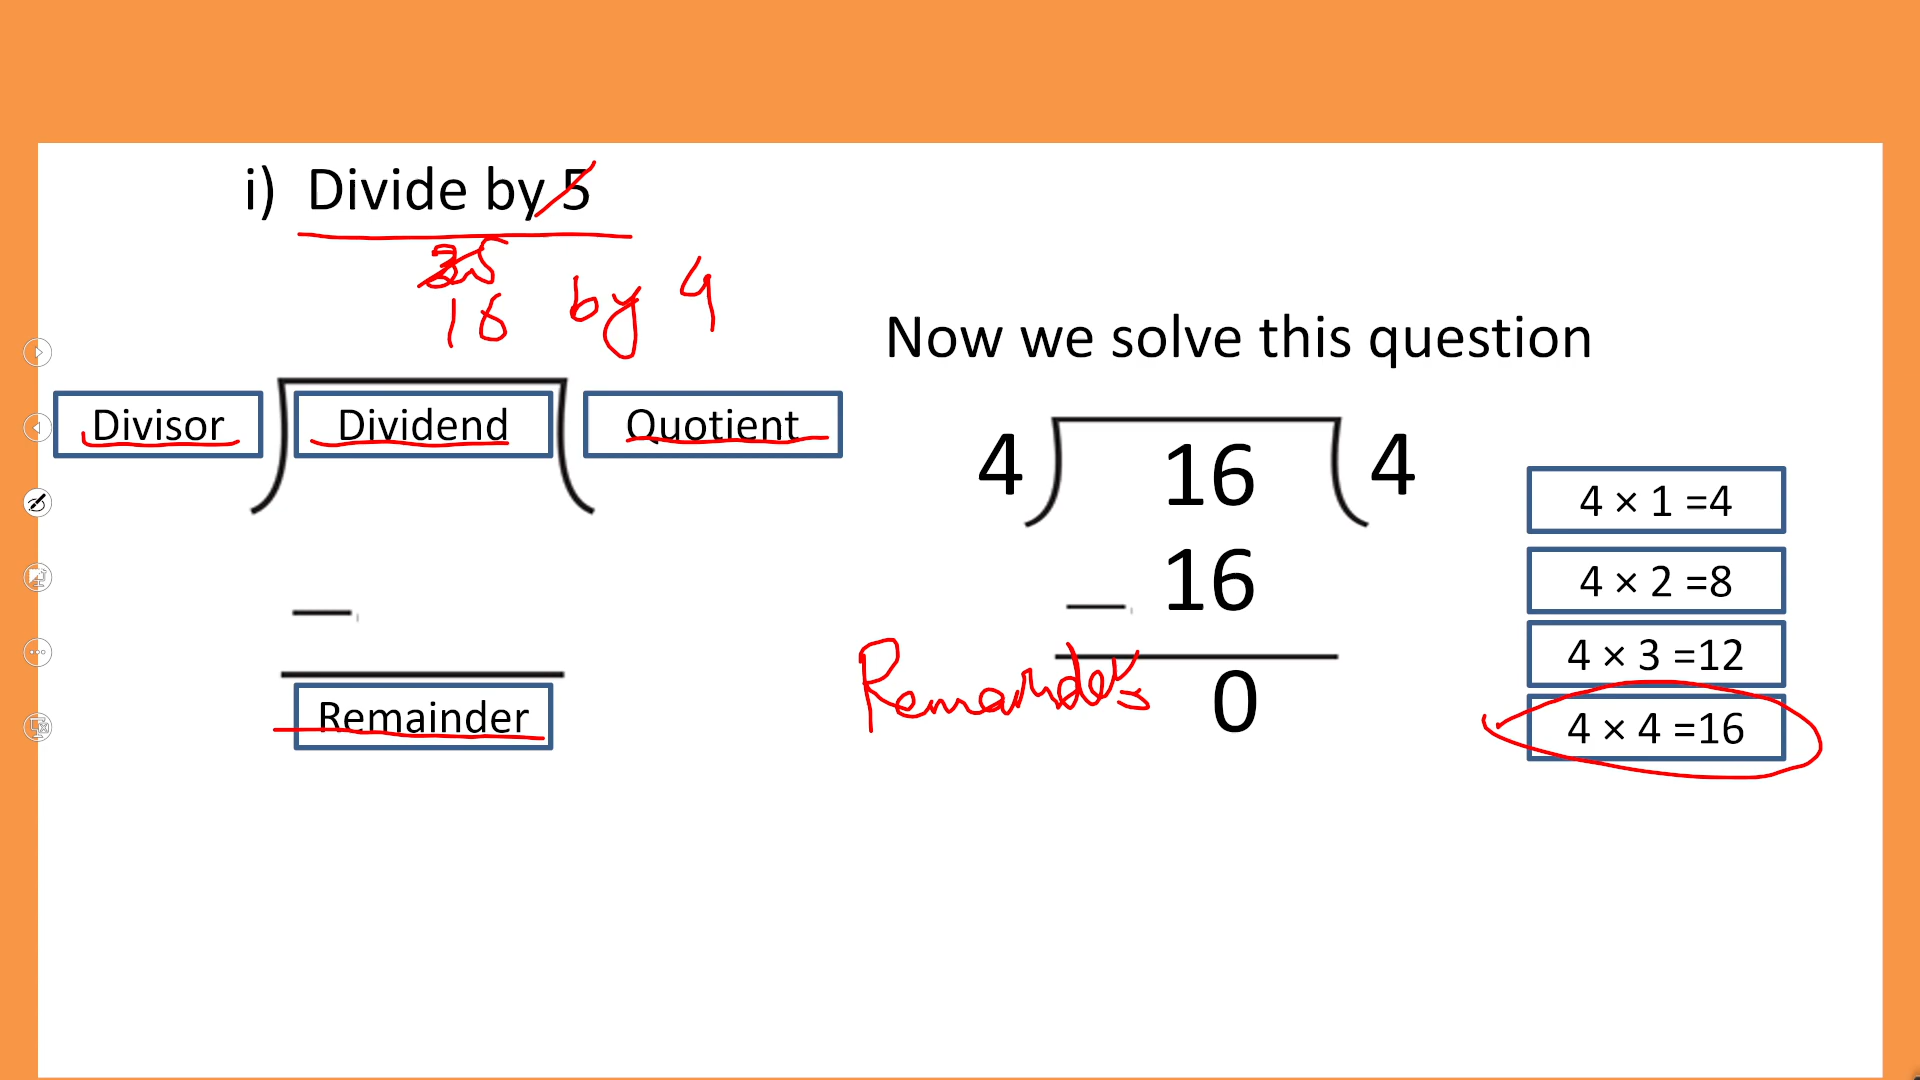 i) Divide by 5
35
16 by 4
Divisor Dividend Quotient
Remainder
Now we solve this question
4 16 4
16
Remainder 0
4 × 1 =4
4 × 2 =8
4 × 3 =12
4 × 4 =16